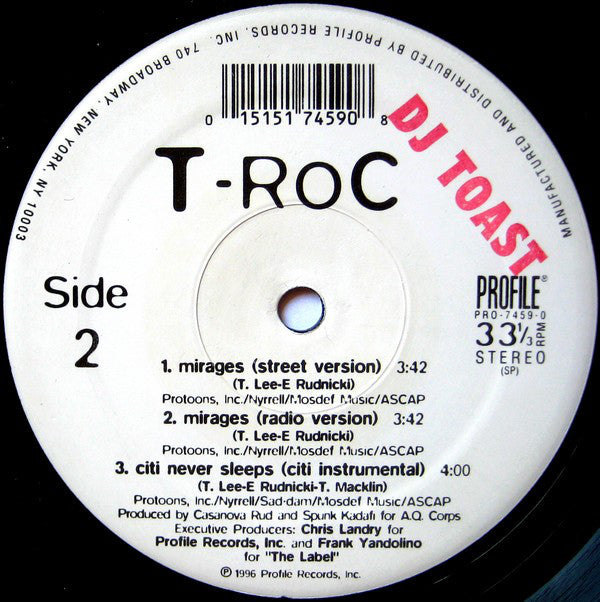 MANUFACTURED AND DISTRIBUTED BY PROFILE RECORDS, INC. 740 BROADWAY, NEW YORK, NY 10003
0 15151 74590 8
DJ TOAST
T-RoC
Side
2
PROFILE®
PRO-7459-0
33⅓ RPM
STEREO
(SP)
1. mirages (street version) 3:42
(T. Lee-E Rudnicki)
Protoons, Inc./Nyrrell/Mosdef Music/ASCAP
2. mirages (radio version) 3:42
(T. Lee-E Rudnicki)
Protoons, Inc./Nyrrell/Mosdef Music/ASCAP
3. citi never sleeps (citi instrumental) 4:00
(T. Lee-E Rudnicki-T. Macklin)
Protoons, Inc./Nyrrell/Sad-dam/Mosdef Music/ASCAP
Produced by Casanova Rud and Spunk Kadafi for A.Q. Corps
Executive Producers: Chris Landry for
Profile Records, Inc. and Frank Yandolino
for "The Label"
℗ 1996 Profile Records, Inc.